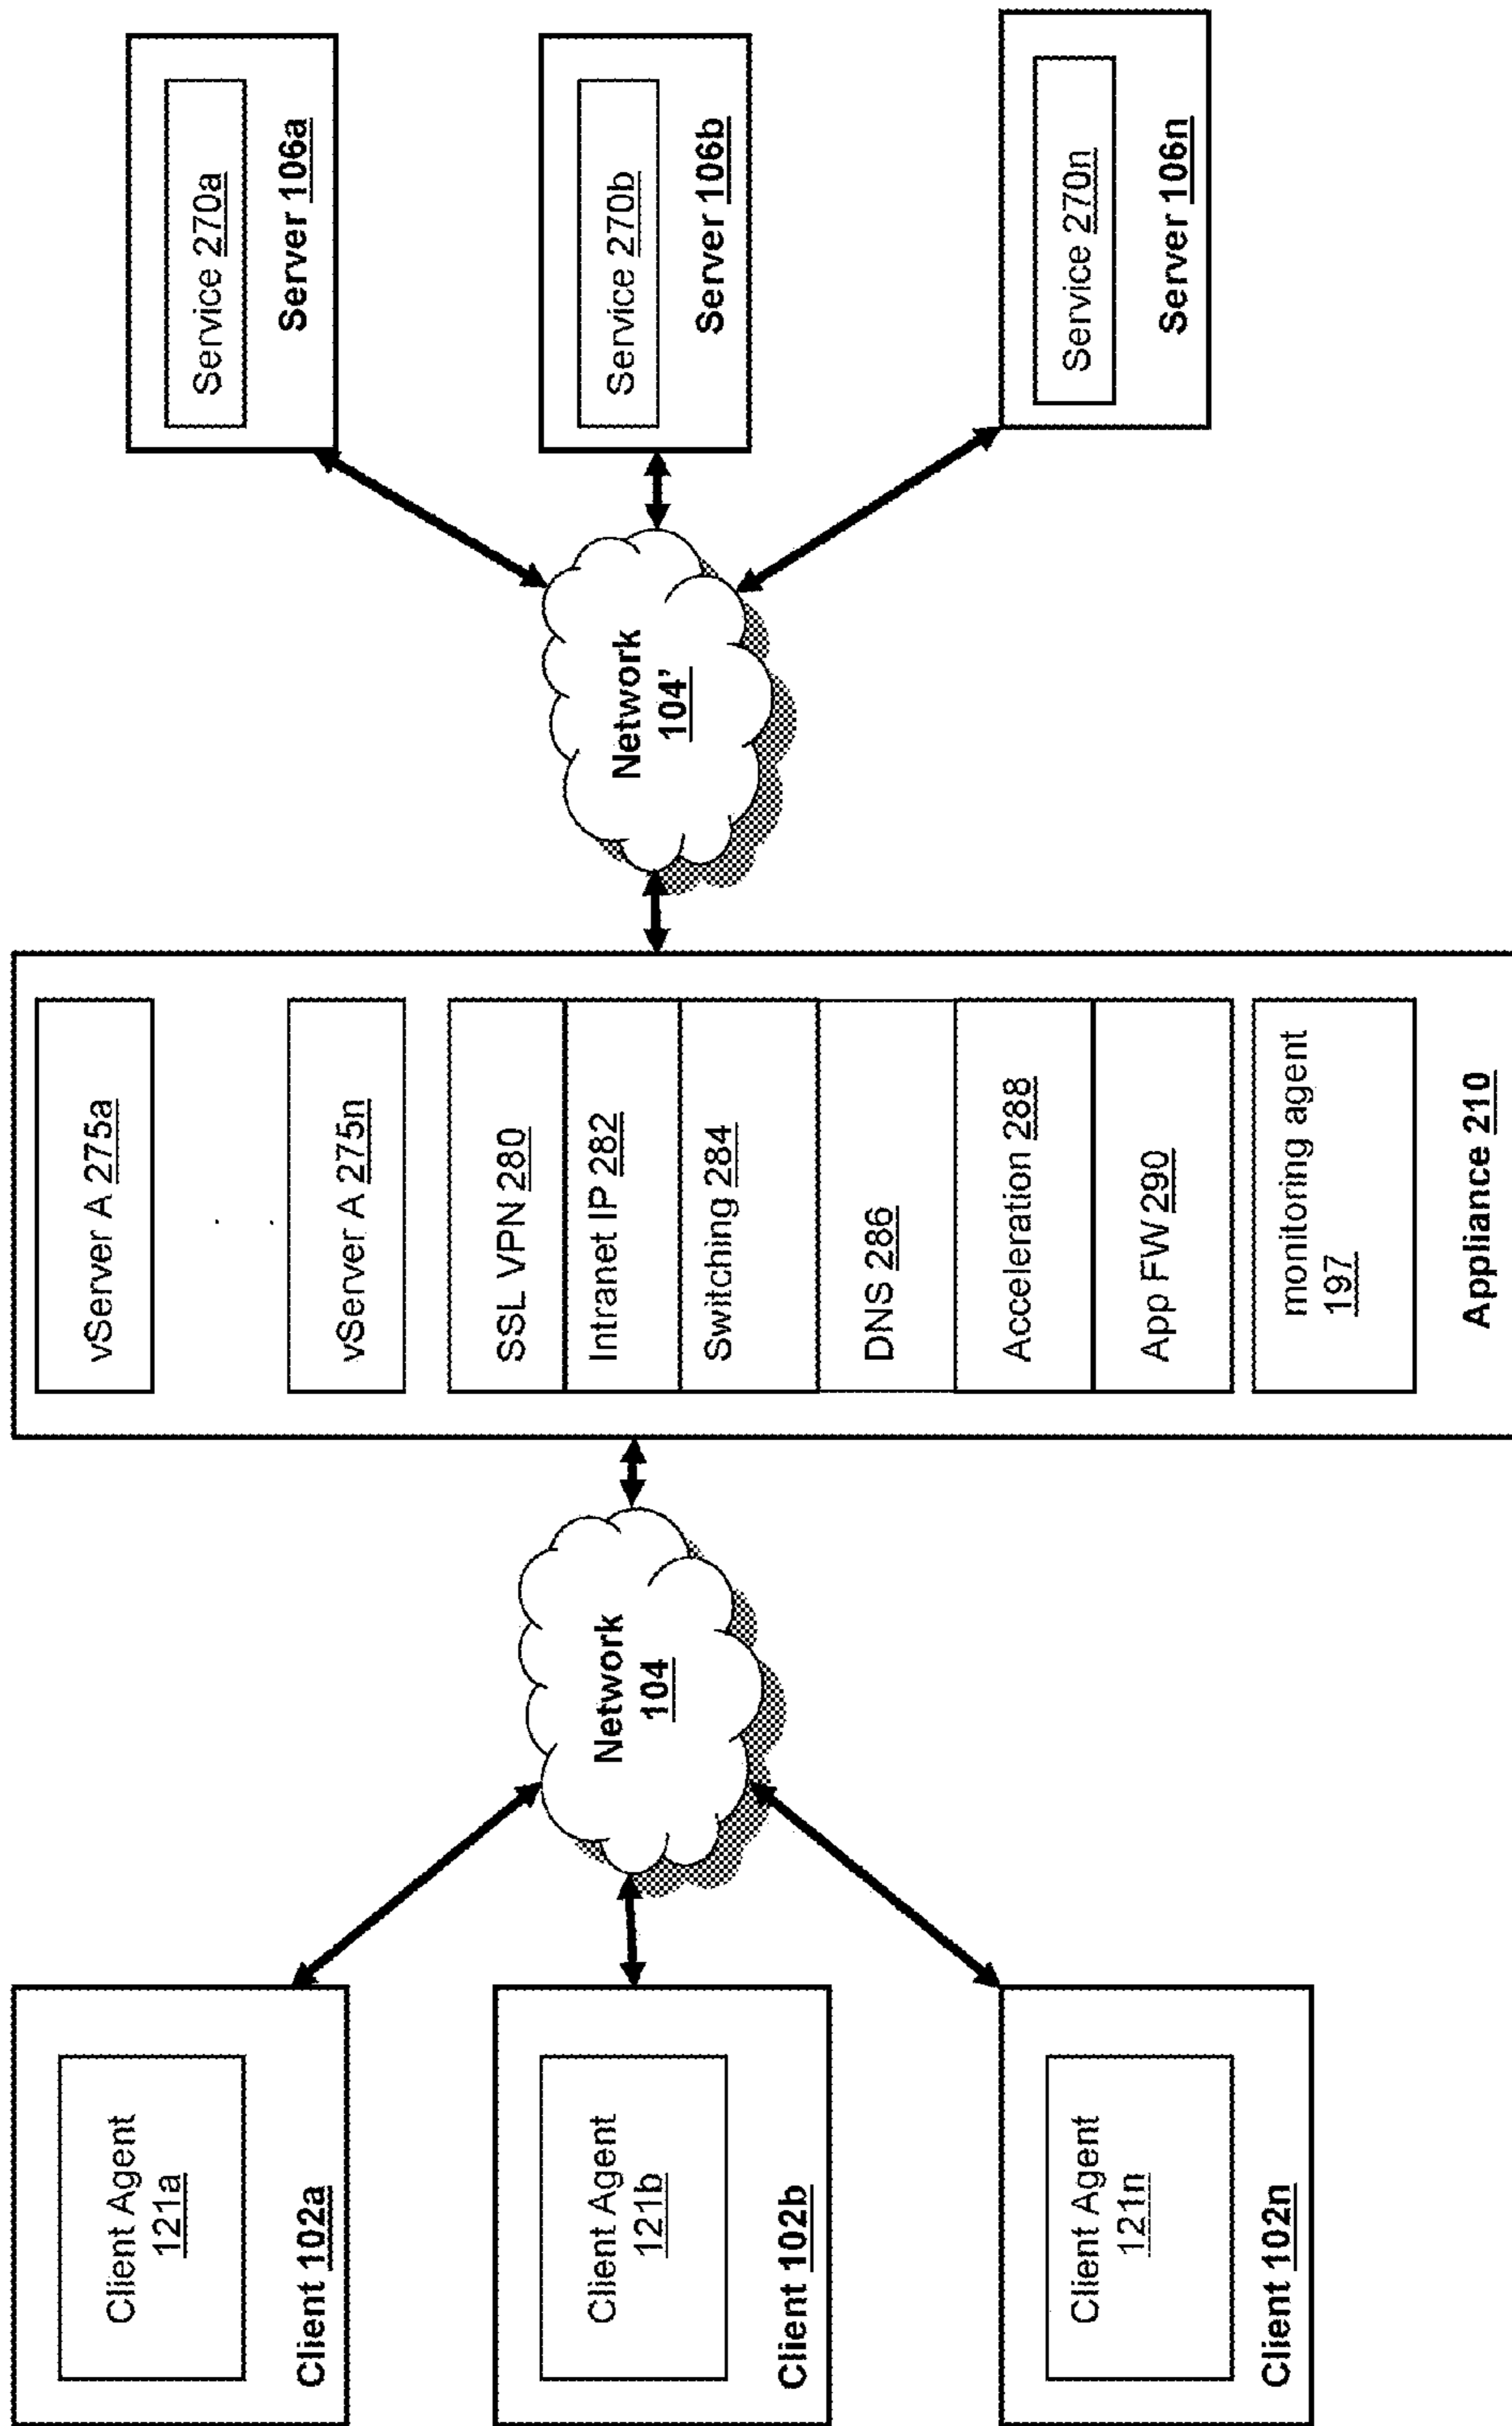 Client Agent
121a
Client 102a
Client Agent
121b
Client 102b
Client Agent
121n
Client 102n
Network
104
vServer A 275a
vServer A 275n
SSL VPN 280
Intranet IP 282
Switching 284
DNS 286
Acceleration 288
App FW 290
monitoring agent
197
Appliance 210
Network
104'
Service 270a
Server 106a
Service 270b
Server 106b
Service 270n
Server 106n